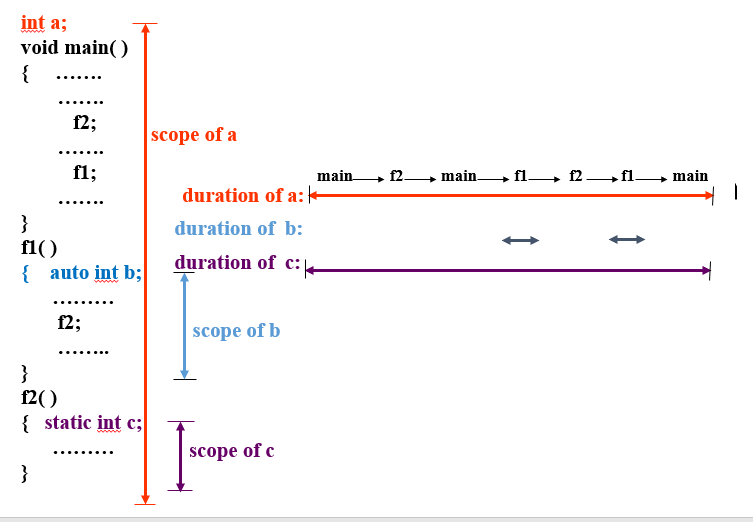 int a;
void main( )
{ …….
…….
f2;
…….
f1;
…….
}
f1( )
{ auto int b;
………
f2;
……..
}
f2( )
{ static int c;
………
}
scope of a
main f2 main f1 f2 f1 main
duration of a:
duration of b:
duration of c:
scope of b
scope of c